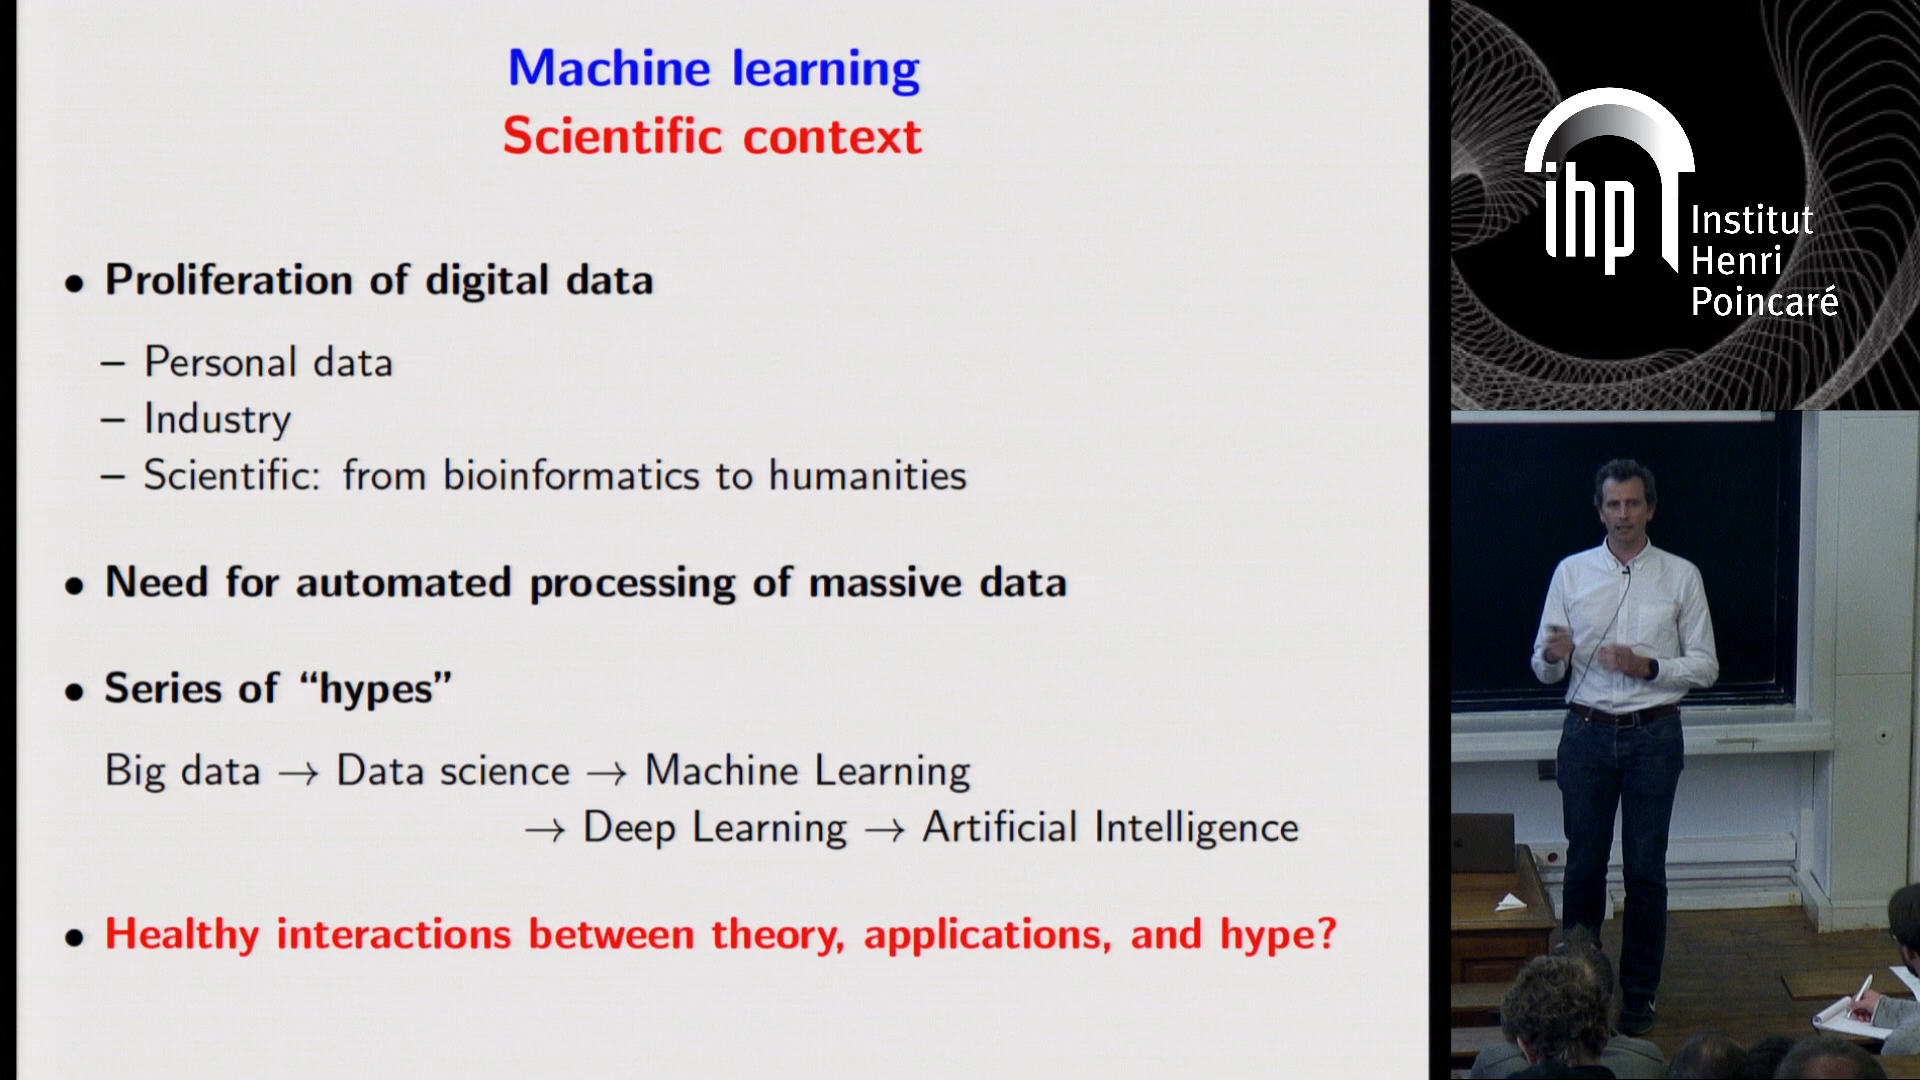 Machine learning
Scientific context
• Proliferation of digital data
– Personal data
– Industry
– Scientific: from bioinformatics to humanities
• Need for automated processing of massive data
• Series of “hypes”
Big data → Data science → Machine Learning
→ Deep Learning → Artificial Intelligence
• Healthy interactions between theory, applications, and hype?
ihp
Institut
Henri
Poincaré